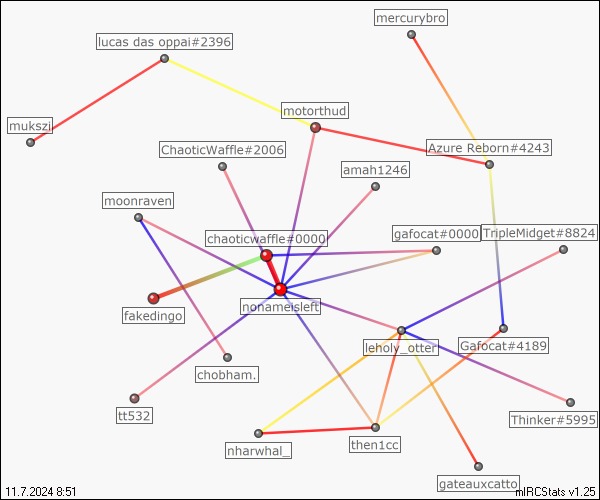 mercurybro
lucas das oppai#2396
motorthud
mukszi
Azure Reborn#4243
ChaoticWaffle#2006
amah1246
moonraven
chaoticwaffle#0000
gafocat#0000
TripleMidget#8824
nonameisleft
fakedingo
leholy_otter
Gafocat#4189
chobham.
tt532
Thinker#5995
nharwhal_
then1cc
gateauxcatto
11.7.2024 8:51
mIRCStats v1.25